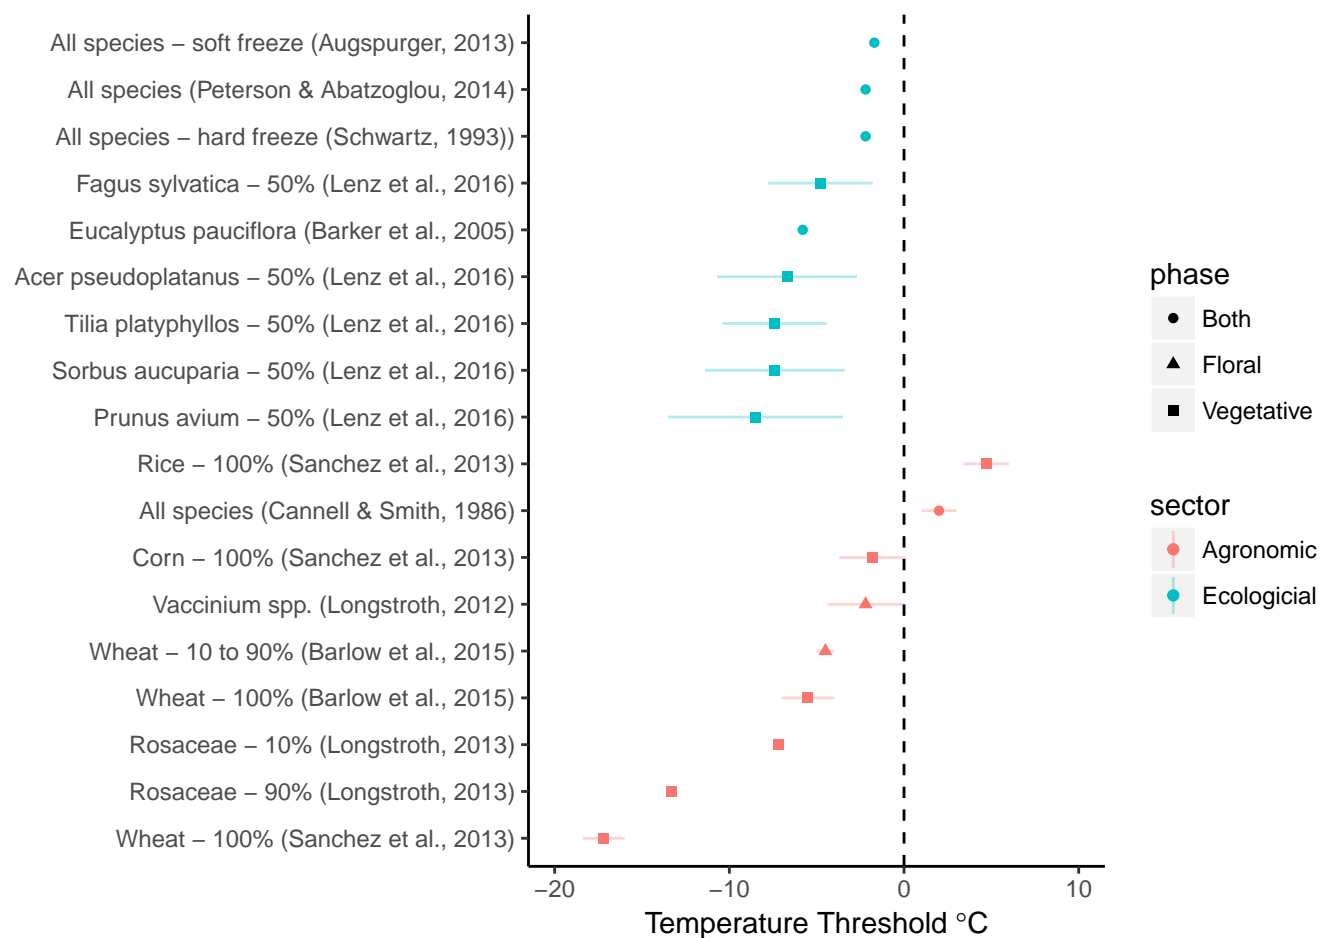 All species – soft freeze (Augspurger, 2013)
All species (Peterson & Abatzoglou, 2014)
All species – hard freeze (Schwartz, 1993))
Fagus sylvatica – 50% (Lenz et al., 2016)
Eucalyptus pauciflora (Barker et al., 2005)
Acer pseudoplatanus – 50% (Lenz et al., 2016)
Tilia platyphyllos – 50% (Lenz et al., 2016)
Sorbus aucuparia – 50% (Lenz et al., 2016)
Prunus avium – 50% (Lenz et al., 2016)
Rice – 100% (Sanchez et al., 2013)
All species (Cannell & Smith, 1986)
Corn – 100% (Sanchez et al., 2013)
Vaccinium spp. (Longstroth, 2012)
Wheat – 10 to 90% (Barlow et al., 2015)
Wheat – 100% (Barlow et al., 2015)
Rosaceae – 10% (Longstroth, 2013)
Rosaceae – 90% (Longstroth, 2013)
Wheat – 100% (Sanchez et al., 2013)
−20 −10 0 10
Temperature Threshold °C
phase
Both
Floral
Vegetative
sector
Agronomic
Ecologicial